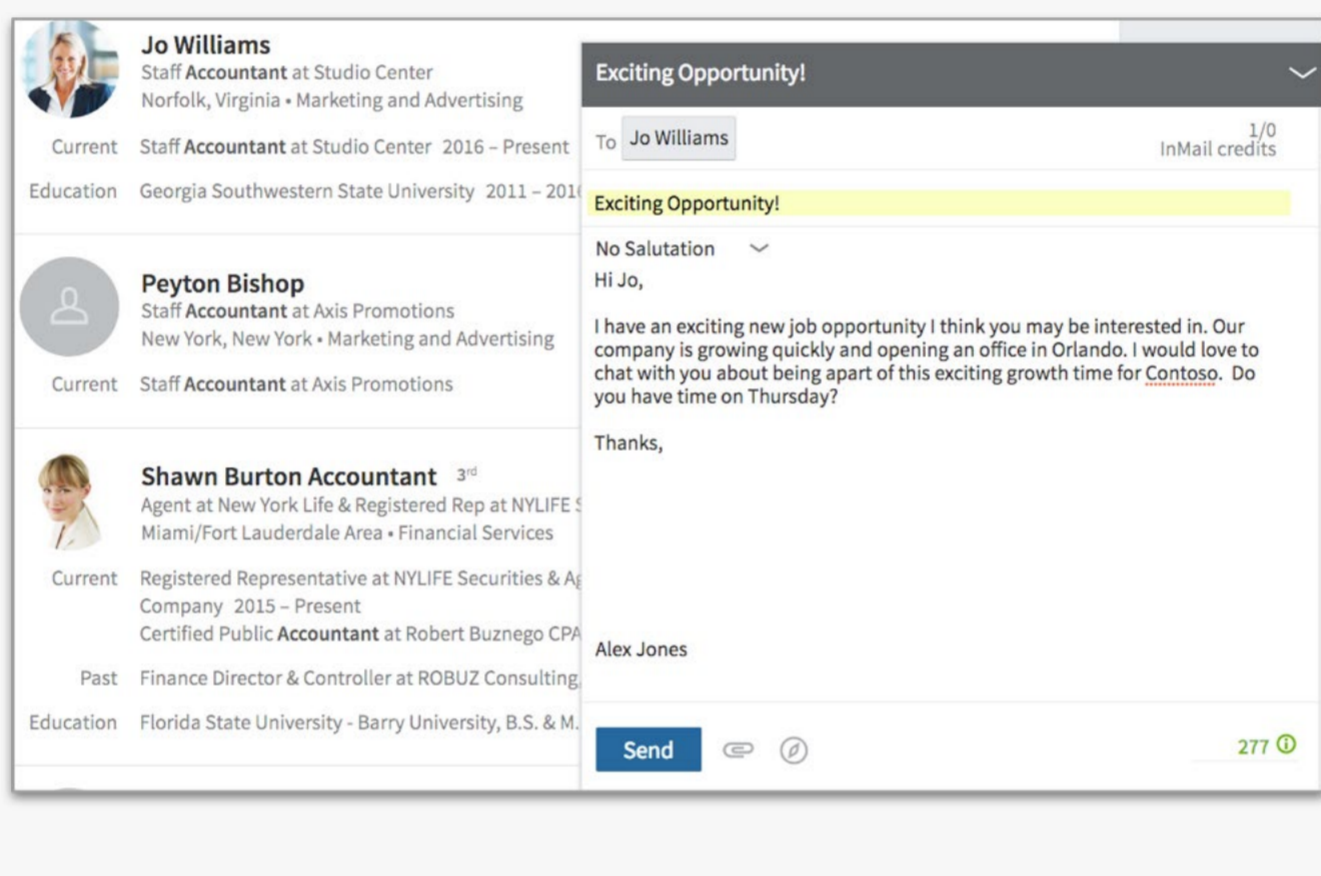 Jo Williams
Staff Accountant at Studio Center
Norfolk, Virginia • Marketing and Advertising
Current Staff Accountant at Studio Center 2016 – Present
Education Georgia Southwestern State University 2011 –
Peyton Bishop
Staff Accountant at Axis Promotions
New York, New York • Marketing and Advertising
Current Staff Accountant at Axis Promotions
Shawn Burton Accountant 3rd
Agent at New York Life & Registered Rep at NYLIFE
Miami/Fort Lauderdale Area • Financial Services
Current Registered Representative at NYLIFE Securities &
Company 2015 – Present
Certified Public Accountant at Robert Buznego CPA
Past Finance Director & Controller at ROBUZ Consulting,
Education Florida State University - Barry University, B.S. & M.
Exciting Opportunity!
To Jo Williams
1/0
InMail credits
Exciting Opportunity!
No Salutation
Hi Jo,
I have an exciting new job opportunity I think you may be interested in. Our
company is growing quickly and opening an office in Orlando. I would love to
chat with you about being apart of this exciting growth time for Contoso. Do
you have time on Thursday?
Thanks,
Alex Jones
Send
277